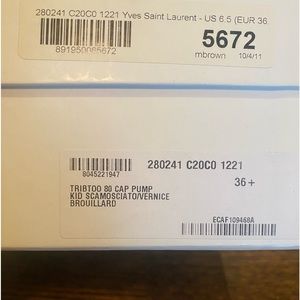 280241 C20C0 1221 Yves Saint Laurent - US 6.5 (EUR 36.
5672
891950085672
mbrown 10/4/11
280241 C20C0 1221
8045221947
36+
TRIBTOO 80 CAP PUMP
KID SCAMOSCIATO/VERNICE
BROUILLARD
ECAF109468A